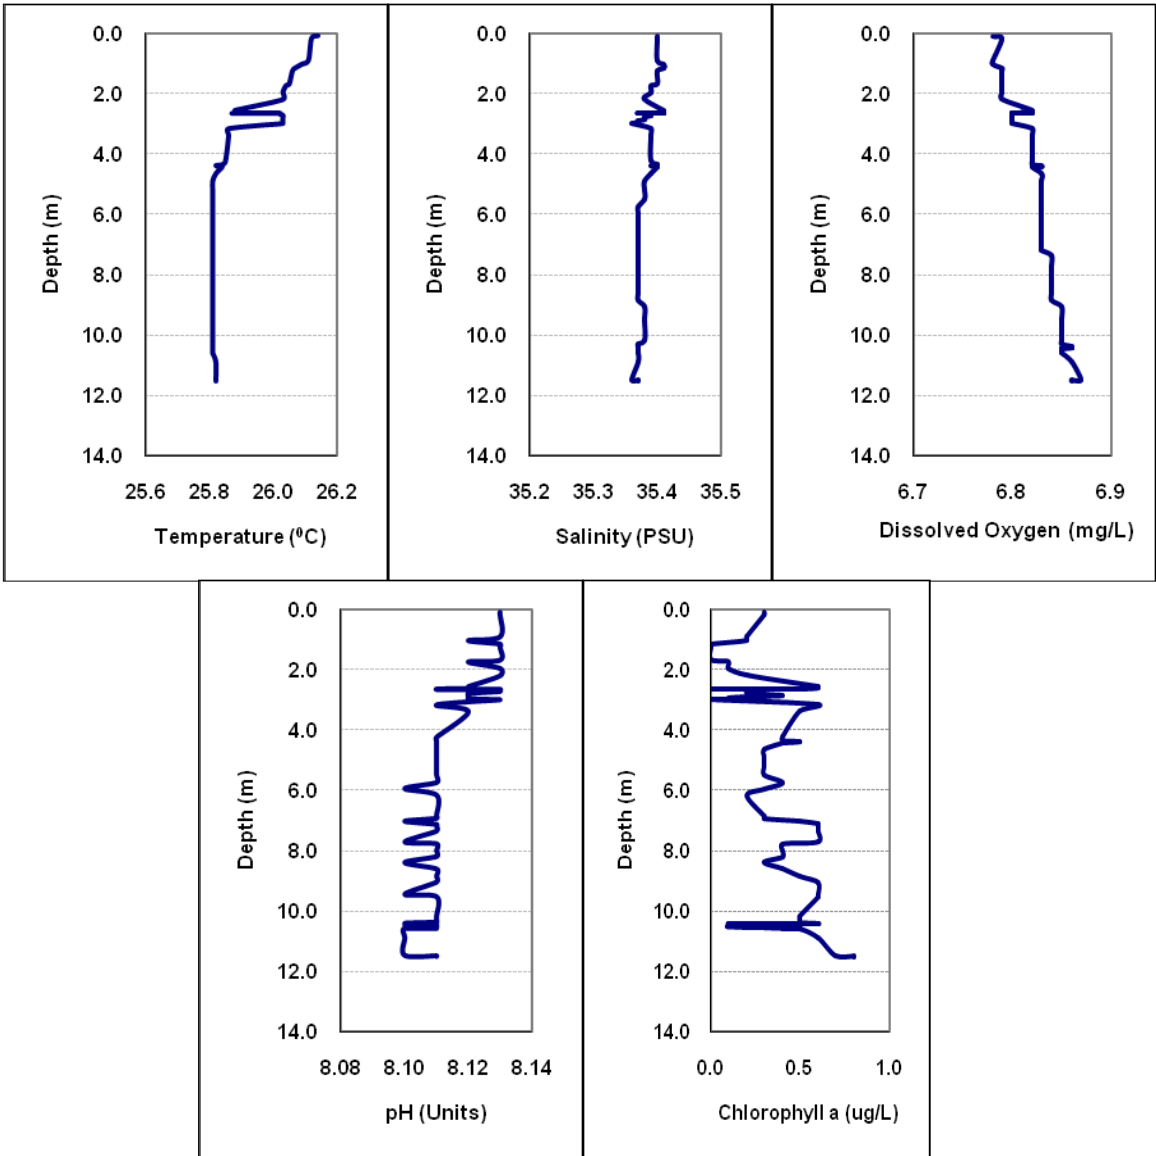 0.0
2.0
4.0
6.0
8.0
10.0
12.0
14.0
Depth (m)
25.6 25.8 26.0 26.2
Temperature (⁰C)
0.0
2.0
4.0
6.0
8.0
10.0
12.0
14.0
Depth (m)
35.2 35.3 35.4 35.5
Salinity (PSU)
0.0
2.0
4.0
6.0
8.0
10.0
12.0
14.0
Depth (m)
6.7 6.8 6.9
Dissolved Oxygen (mg/L)
0.0
2.0
4.0
6.0
8.0
10.0
12.0
14.0
Depth (m)
8.08 8.10 8.12 8.14
pH (Units)
0.0
2.0
4.0
6.0
8.0
10.0
12.0
14.0
Depth (m)
0.0 0.5 1.0
Chlorophyll a (ug/L)